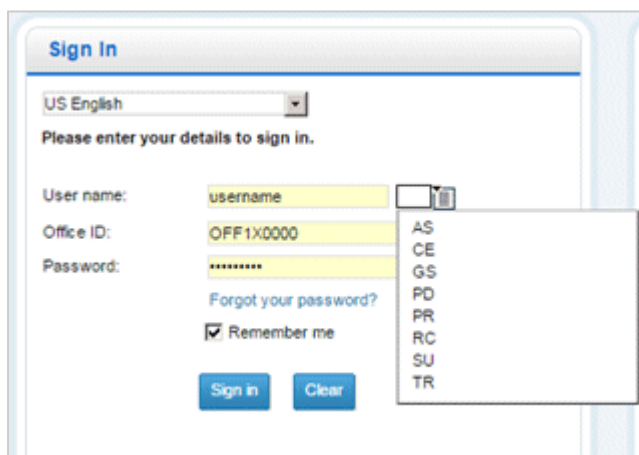 Sign In
US English
Please enter your details to sign in.
User name: username
Office ID: OFF1X0000
Password: •••••••••
Forgot your password?
Remember me
Sign in Clear
AS
CE
GS
PD
PR
RC
SU
TR